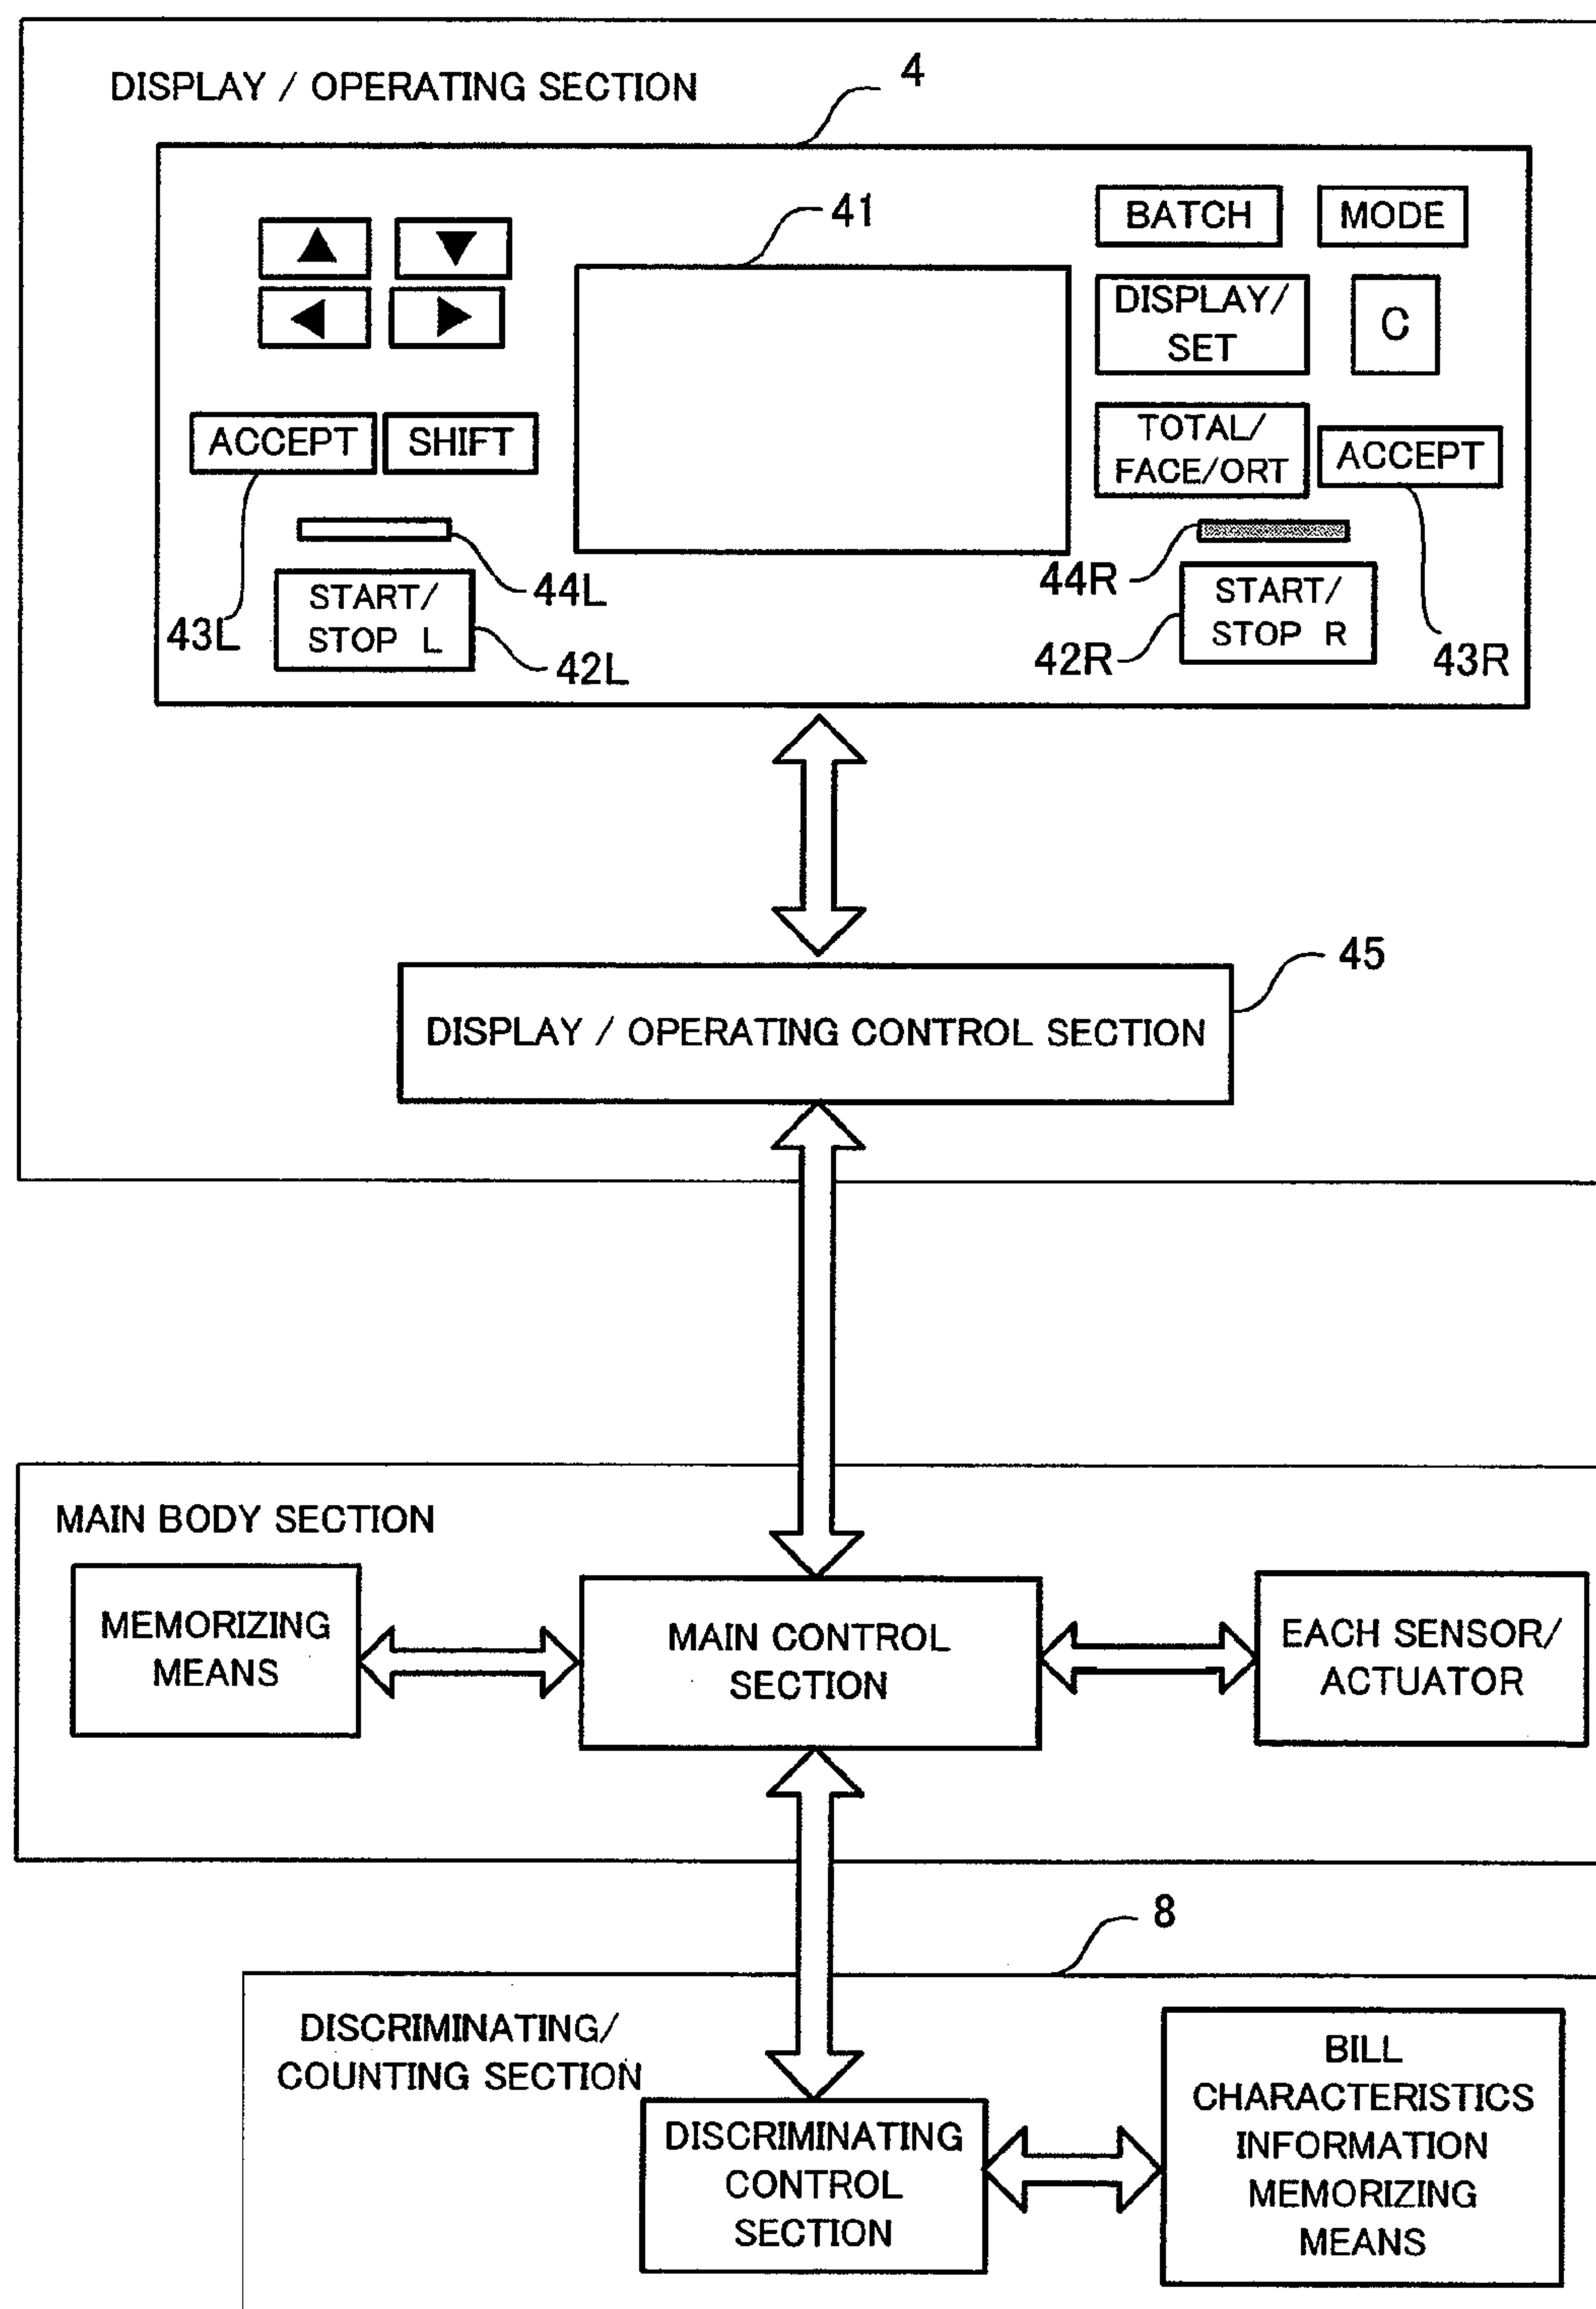 DISPLAY / OPERATING SECTION
4
41
BATCH
MODE
▲
▼
◀
▶
DISPLAY/
SET
C
ACCEPT
SHIFT
TOTAL/
FACE/ORT
ACCEPT
44L
44R
43L
START/
STOP L
42L
START/
STOP R
42R
43R
45
DISPLAY / OPERATING CONTROL SECTION
MAIN BODY SECTION
MEMORIZING
MEANS
MAIN CONTROL
SECTION
EACH SENSOR/
ACTUATOR
8
DISCRIMINATING/
COUNTING SECTION
DISCRIMINATING
CONTROL
SECTION
BILL
CHARACTERISTICS
INFORMATION
MEMORIZING
MEANS